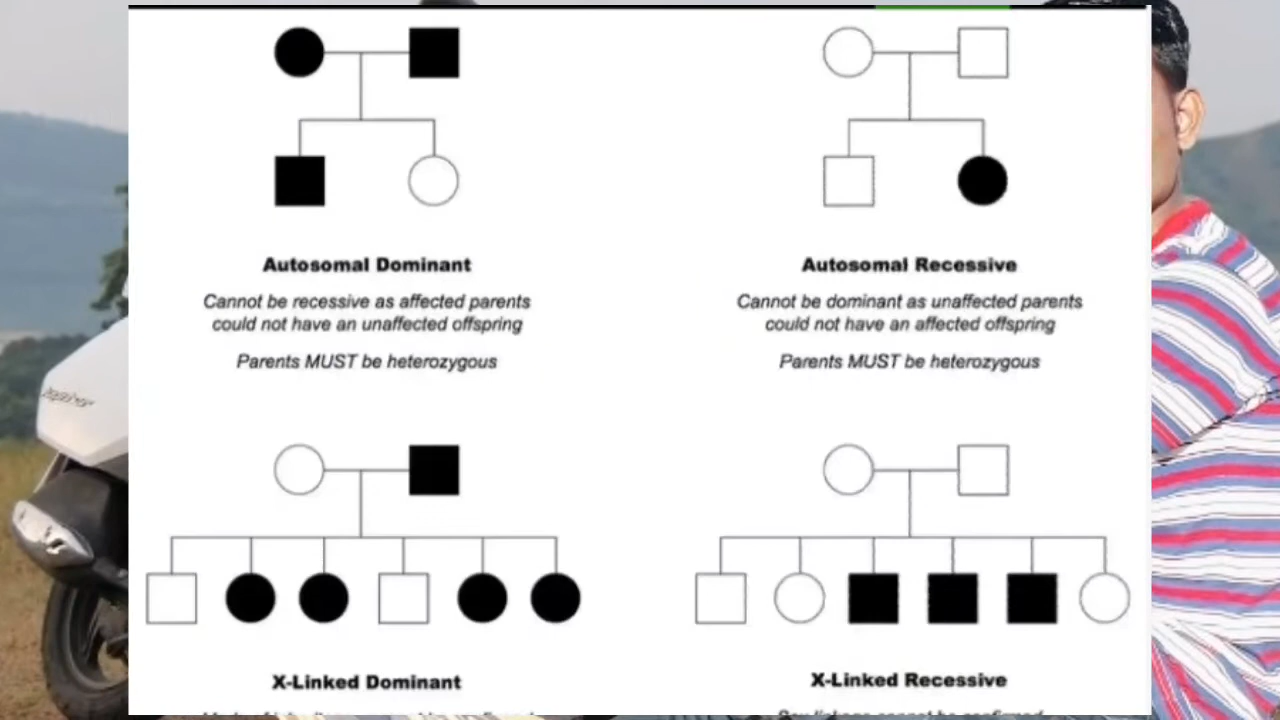 Autosomal Dominant
Cannot be recessive as affected parents
could not have an unaffected offspring
Parents MUST be heterozygous
Autosomal Recessive
Cannot be dominant as unaffected parents
could not have an affected offspring
Parents MUST be heterozygous
X-Linked Dominant
X-Linked Recessive